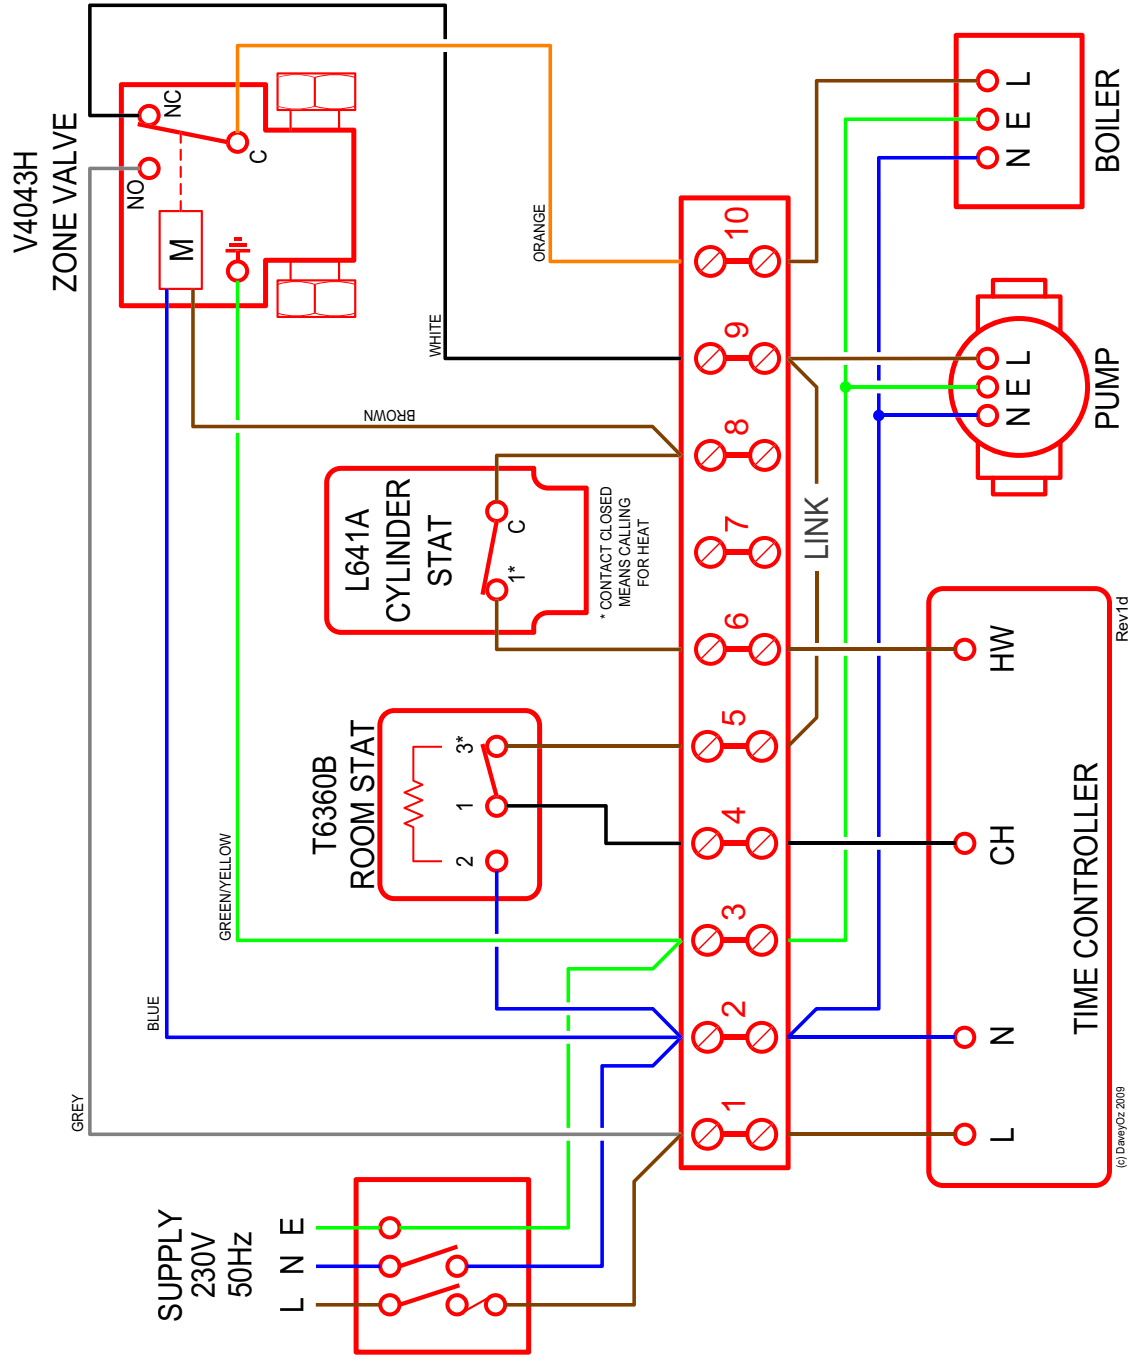 SUPPLY
230V
50Hz
L
N
E
GREY
BLUE
GREEN/YELLOW
BROWN
WHITE
ORANGE
V4043H
ZONE VALVE
M
NO
NC
C
T6360B
ROOM STAT
2
1
3*
L641A
CYLINDER
STAT
1*
C
* CONTACT CLOSED
MEANS CALLING
FOR HEAT
1
2
3
4
5
6
7
8
9
10
LINK
L
N
CH
HW
TIME CONTROLLER
N
E
L
PUMP
N
E
L
BOILER
(c) DaveyOz 2009
Rev1d